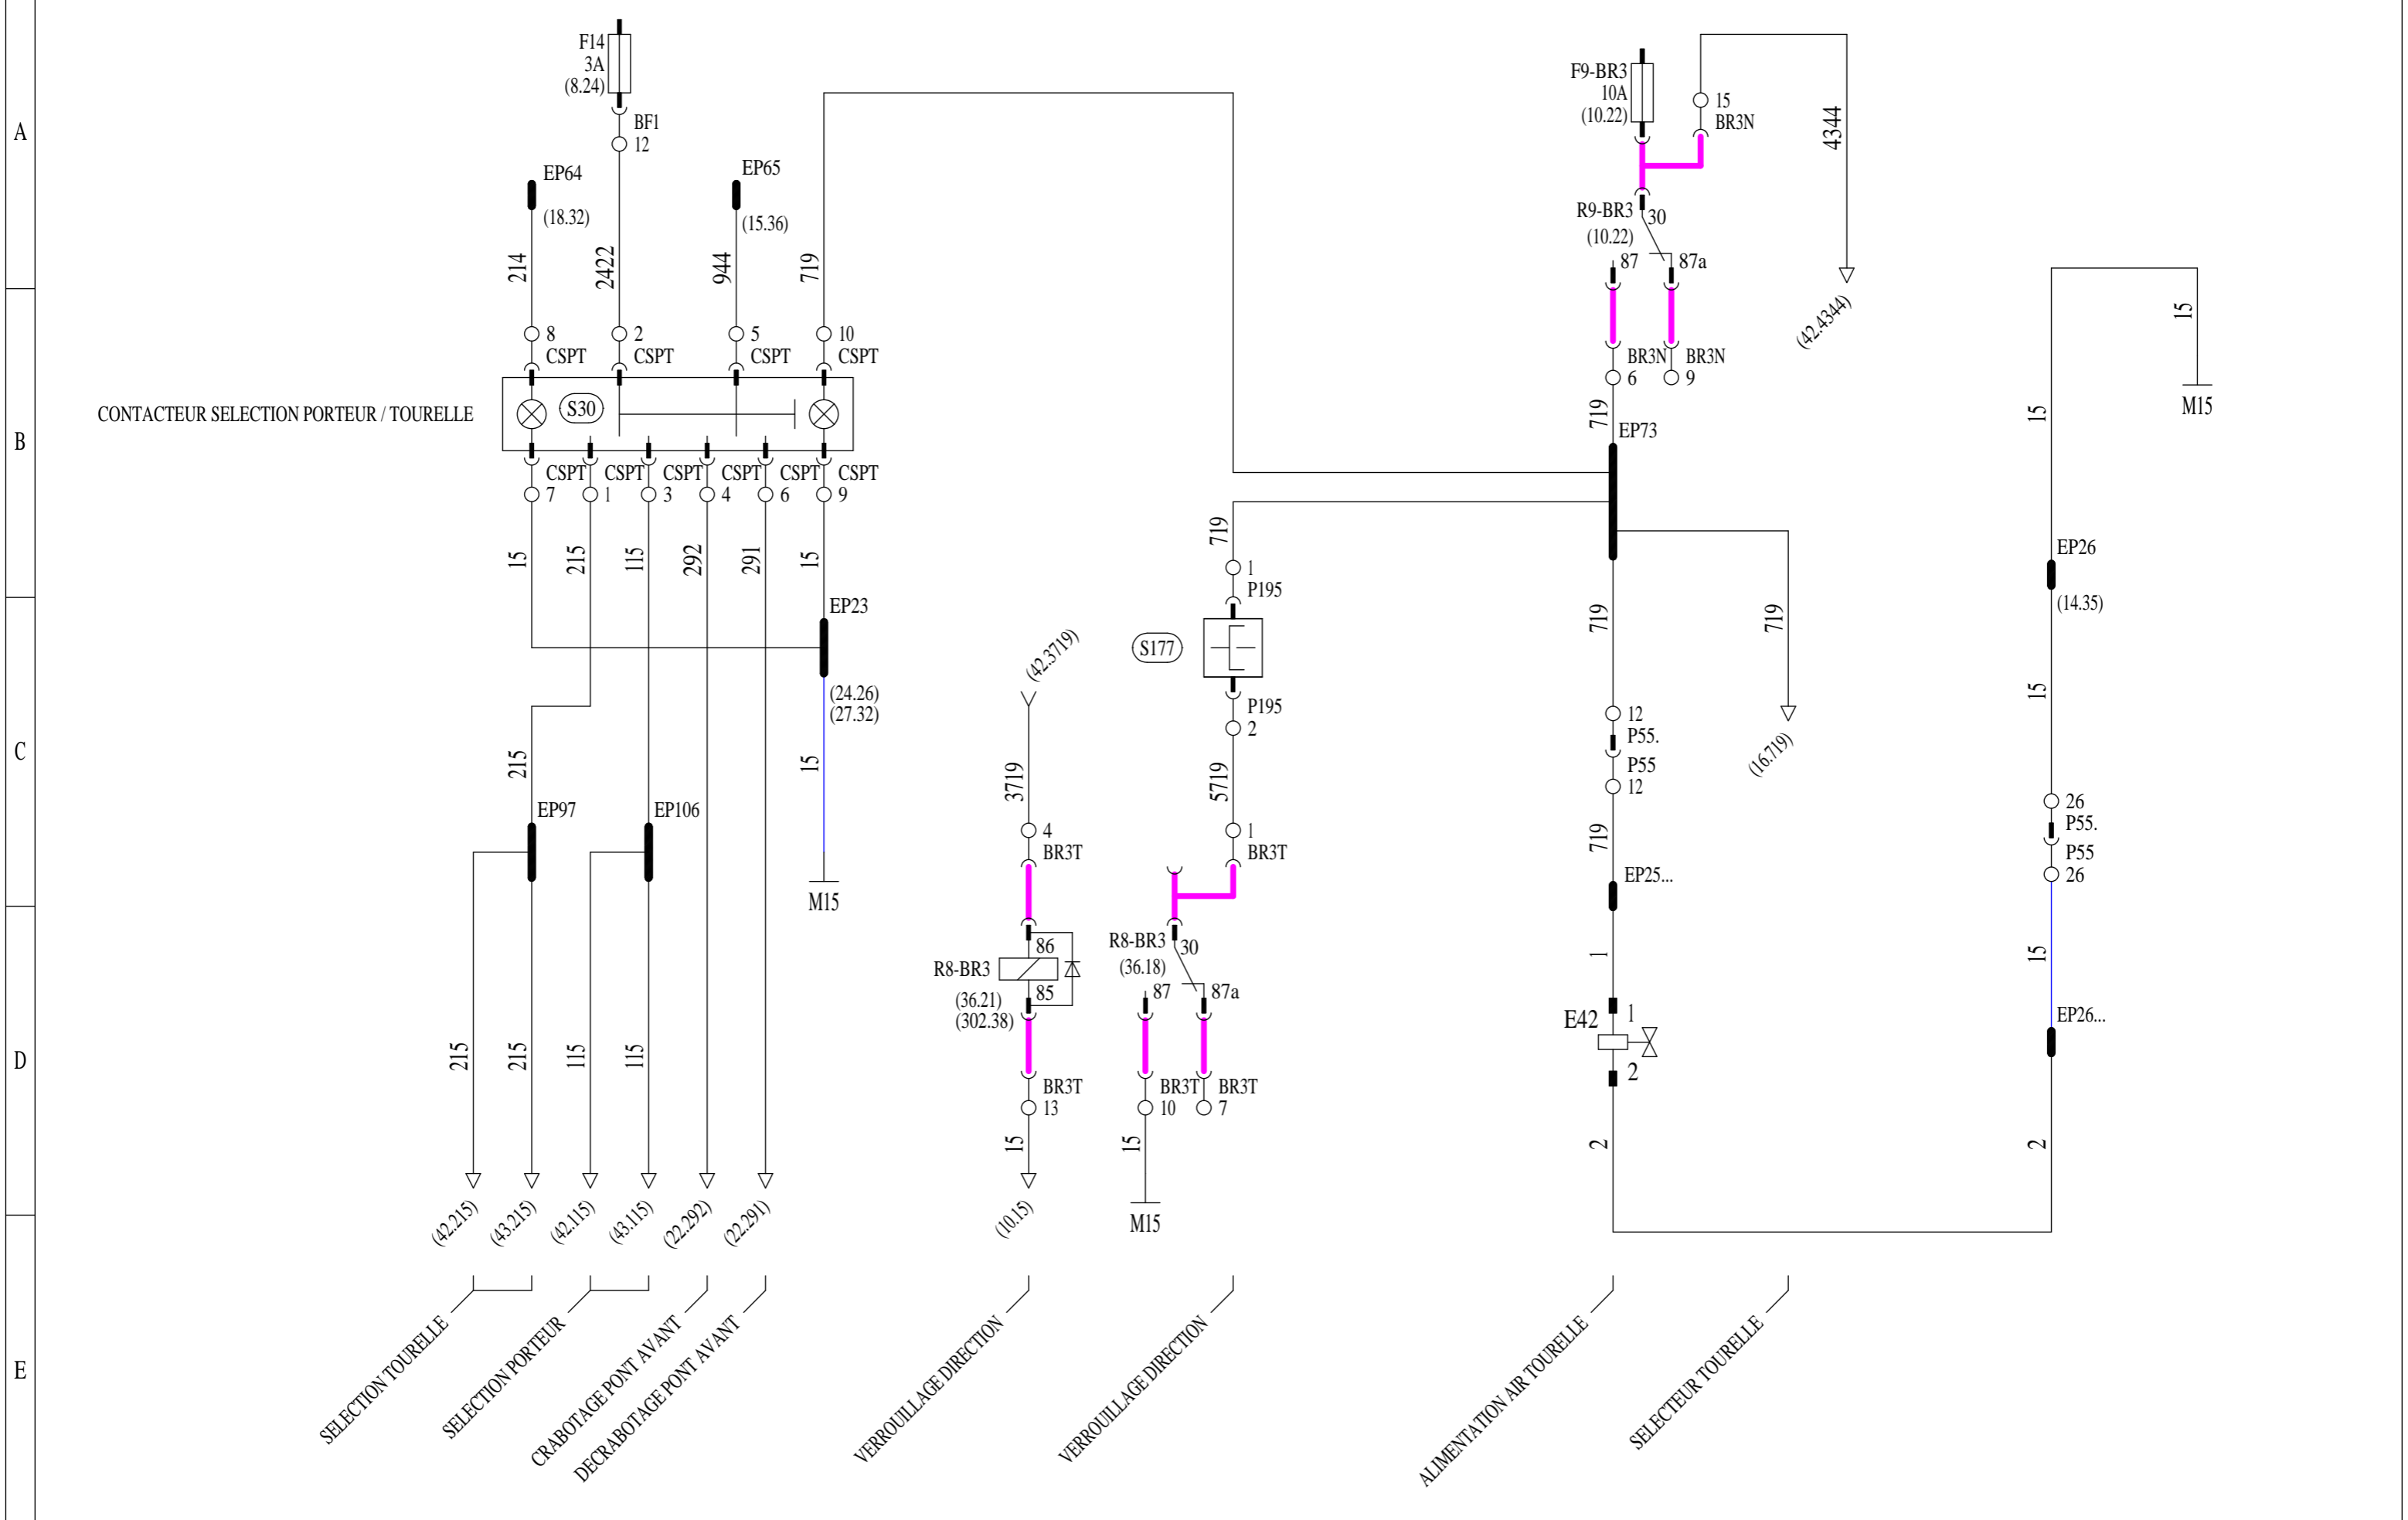 F14
3A
(8.24)
BF1
12
EP64
(18.32)
EP65
(15.36)
214
2422
944
719
F9-BR3
10A
(10.22)
15
BR3N
4344
R9-BR3
30
(10.22)
87
87a
(42.4344)
A
8
CSPT
2
CSPT
5
CSPT
10
CSPT
BR3N
6
BR3N
9
719
EP73
15
M15
15
CONTACTEUR SELECTION PORTEUR / TOURELLE
S30
B
CSPT
7
CSPT
1
CSPT
3
CSPT
4
CSPT
6
CSPT
9
15
215
115
292
291
15
719
1
P195
EP26
(14.35)
EP23
(24.26)
(27.32)
(42.3719)
S177
719
719
15
P195
2
12
P55.
P55
12
(16.719)
C
215
15
3719
5719
719
EP97
EP106
4
BR3T
1
BR3T
26
P55.
P55
26
M15
EP25...
R8-BR3
86
85
(36.21)
(302.38)
R8-BR3
30
(36.18)
87
87a
1
15
E42
1
2
EP26...
D
215
215
115
115
BR3T
13
BR3T
10
BR3T
7
15
15
2
2
(42.215)
(43.215)
(42.115)
(43.115)
(22.292)
(22.291)
(10.15)
M15
E
SELECTION TOURELLE
SELECTION PORTEUR
CRABOTAGE PONT AVANT
DECRABOTAGE PONT AVANT
VERROUILLAGE DIRECTION
VERROUILLAGE DIRECTION
ALIMENTATION AIR TOURELLE
SELECTEUR TOURELLE